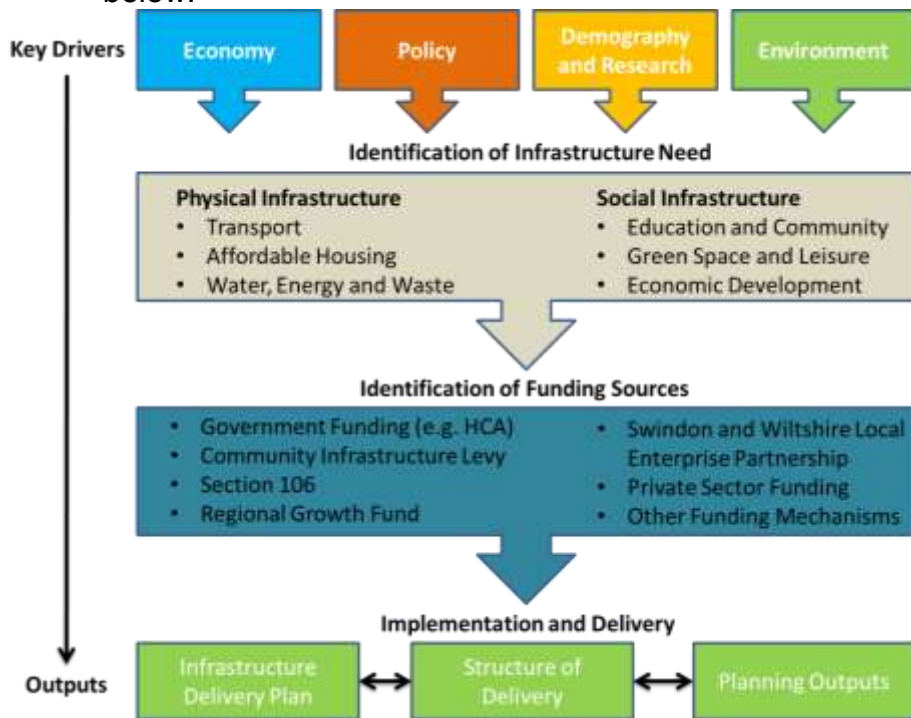 below.
Key Drivers
Economy
Policy
Demography
and Research
Environment
Identification of Infrastructure Need
Physical Infrastructure
• Transport
• Affordable Housing
• Water, Energy and Waste
Social Infrastructure
• Education and Community
• Green Space and Leisure
• Economic Development
Identification of Funding Sources
• Government Funding (e.g. HCA)
• Community Infrastructure Levy
• Section 106
• Regional Growth Fund
• Swindon and Wiltshire Local
Enterprise Partnership
• Private Sector Funding
• Other Funding Mechanisms
Implementation and Delivery
Outputs
Infrastructure
Delivery Plan
Structure of
Delivery
Planning Outputs